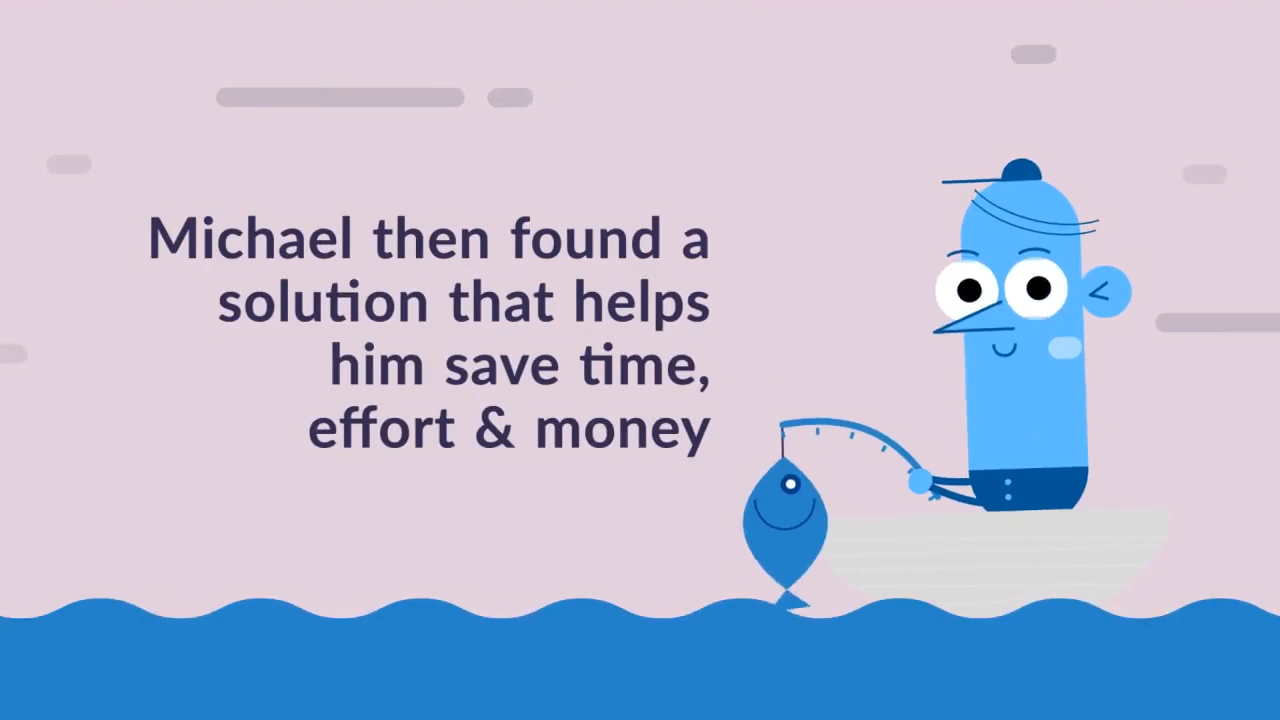 Michael then found a
solution that helps
him save time,
effort & money